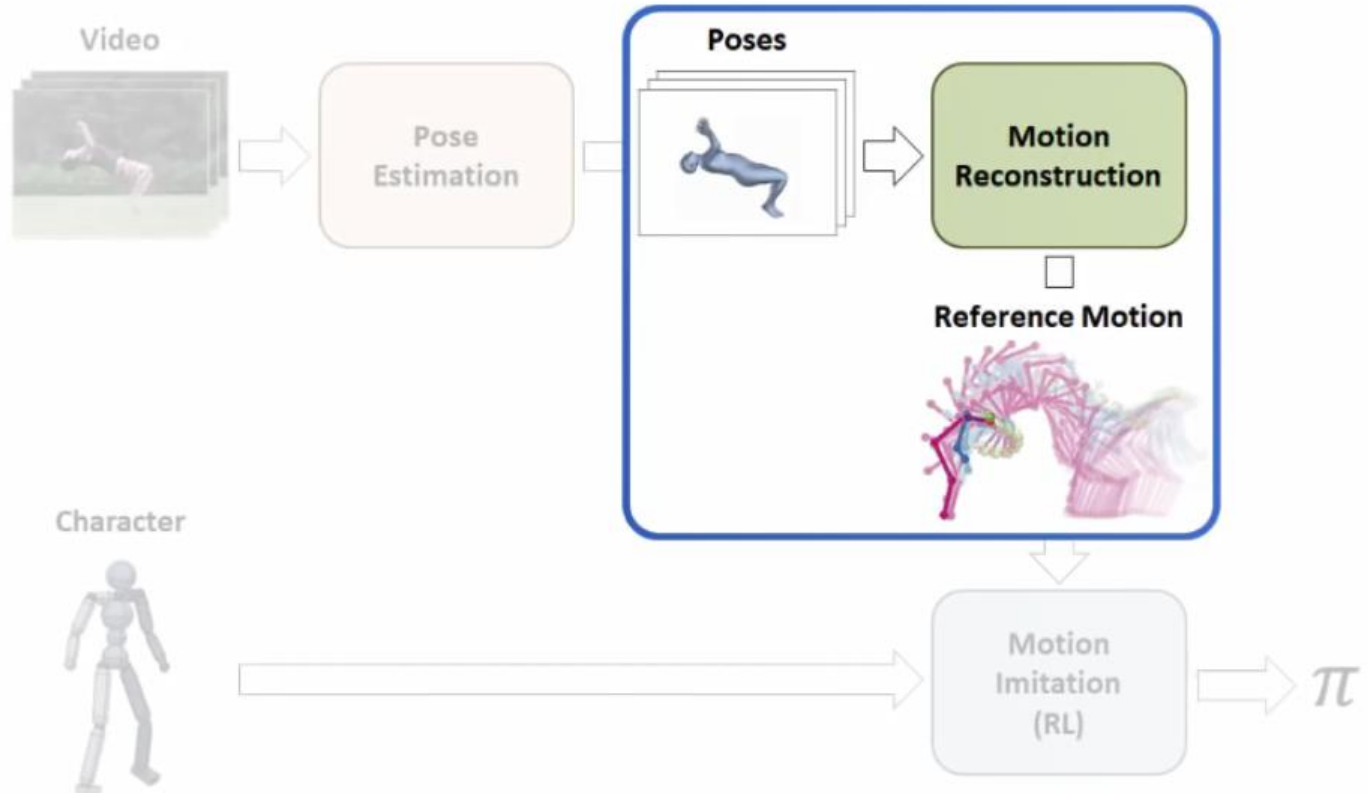 Video
Poses
Pose
Estimation
Motion
Reconstruction
Reference Motion
Character
Motion
Imitation
(RL)
π